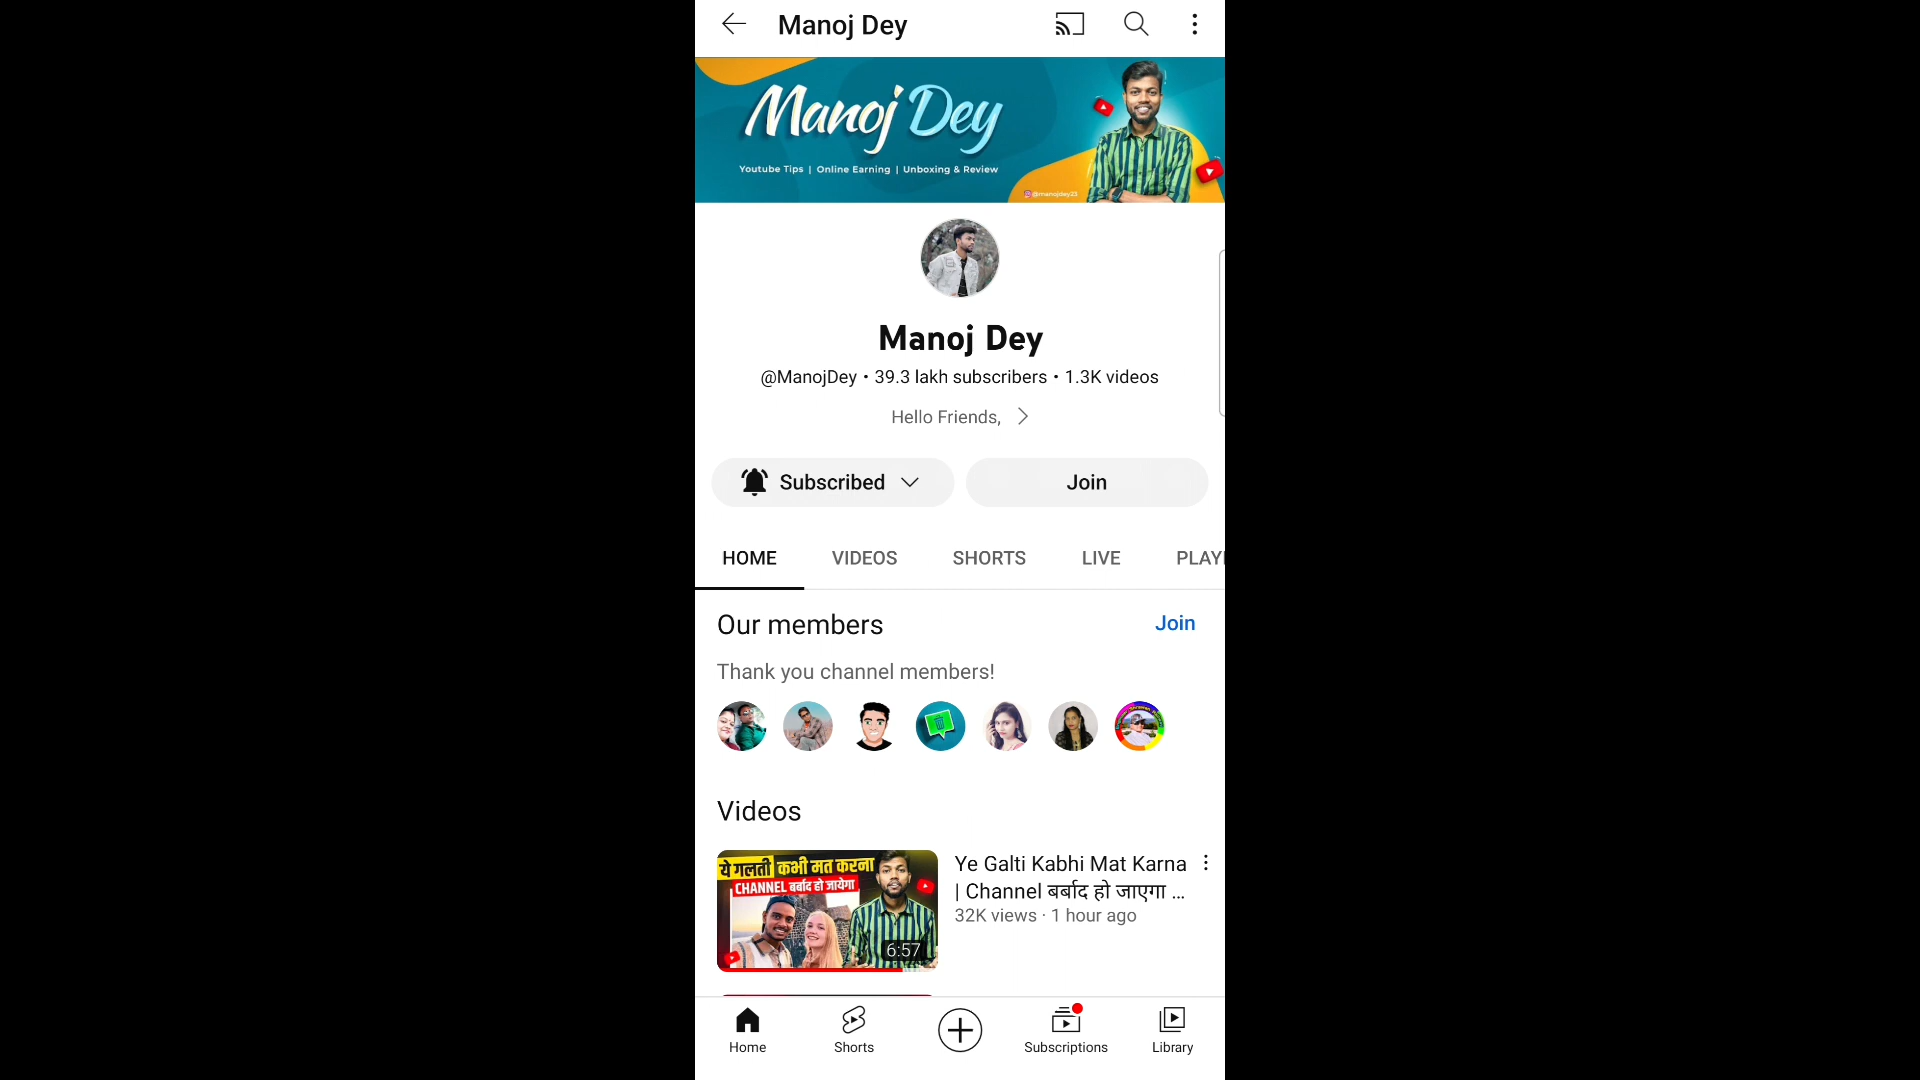 Manoj Dey
Manoj Dey
Youtube Tips | Online Earning | Unboxing & Review
@manojdey25
Manoj Dey
@ManojDey • 39.3 lakh subscribers • 1.3K videos
Hello Friends,
Subscribed
Join
HOME VIDEOS SHORTS LIVE PLAYI
Our members
Join
Thank you channel members!
Videos
ये गलती कभी मत करना
CHANNEL बर्बाद हो जायेगा
6:57
Ye Galti Kabhi Mat Karna
| Channel बर्बाद हो जाएगा ...
32K views · 1 hour ago
Home Shorts Subscriptions Library